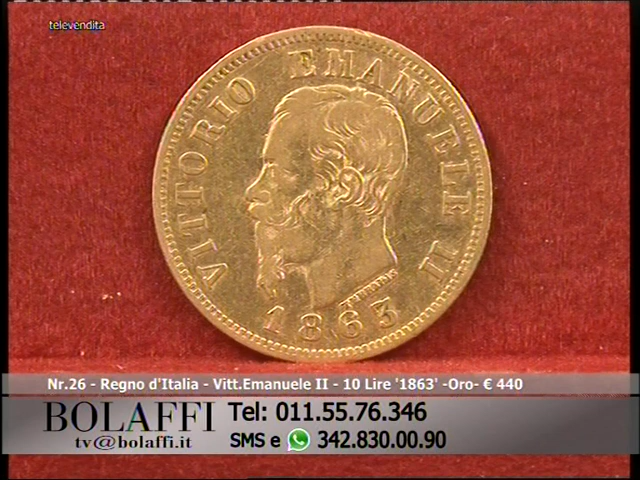 televendita
VITTORIO EMANUELE II
1863
Nr.26 - Regno d'Italia - Vitt.Emanuele II - 10 Lire '1863' -Oro- € 440
BOLAFFI
tv@bolaffi.it
Tel: 011.55.76.346
SMS e 342.830.00.90